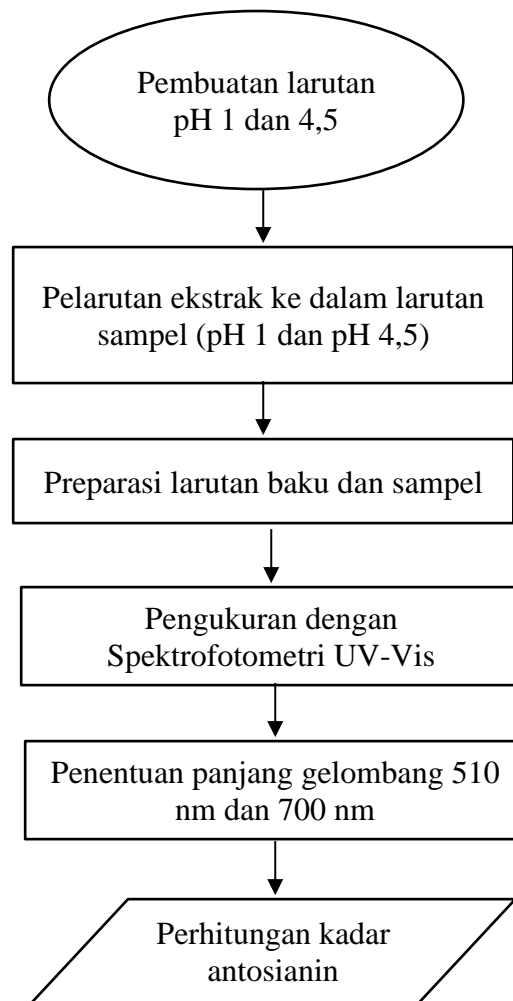 Pembuatan larutan
pH 1 dan 4,5
Pelarutan ekstrak ke dalam larutan
sampel (pH 1 dan pH 4,5)
Preparasi larutan baku dan sampel
Pengukuran dengan
Spektrofotometri UV-Vis
Penentuan panjang gelombang 510
nm dan 700 nm
Perhitungan kadar
antosianin